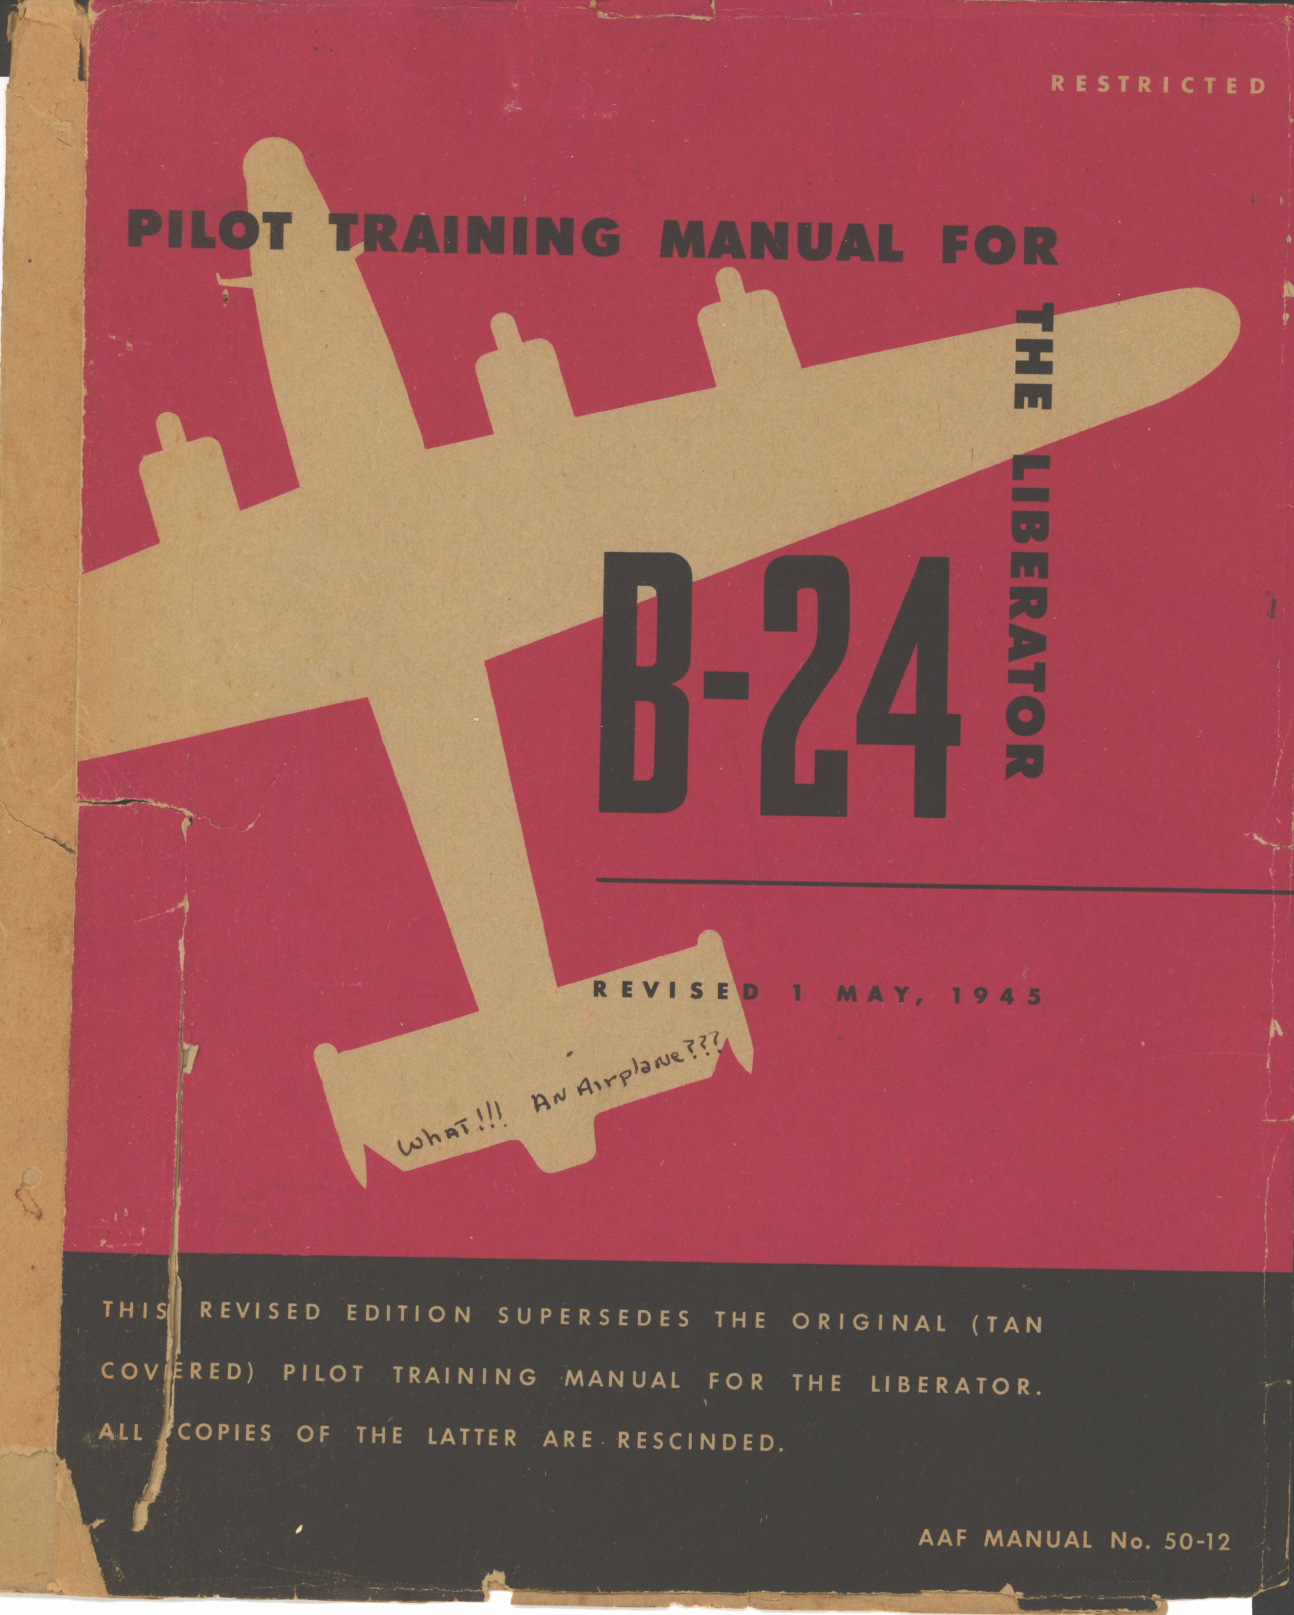 RESTRICTED
PILOT TRAINING MANUAL FOR
THE LIBERATOR
B-24
REVISED 1 MAY, 1945
WHAT!!! AN Airplane???
THIS REVISED EDITION SUPERSEDES THE ORIGINAL (TAN
COVERED) PILOT TRAINING MANUAL FOR THE LIBERATOR.
ALL COPIES OF THE LATTER ARE RESCINDED.
AAF MANUAL No. 50-12